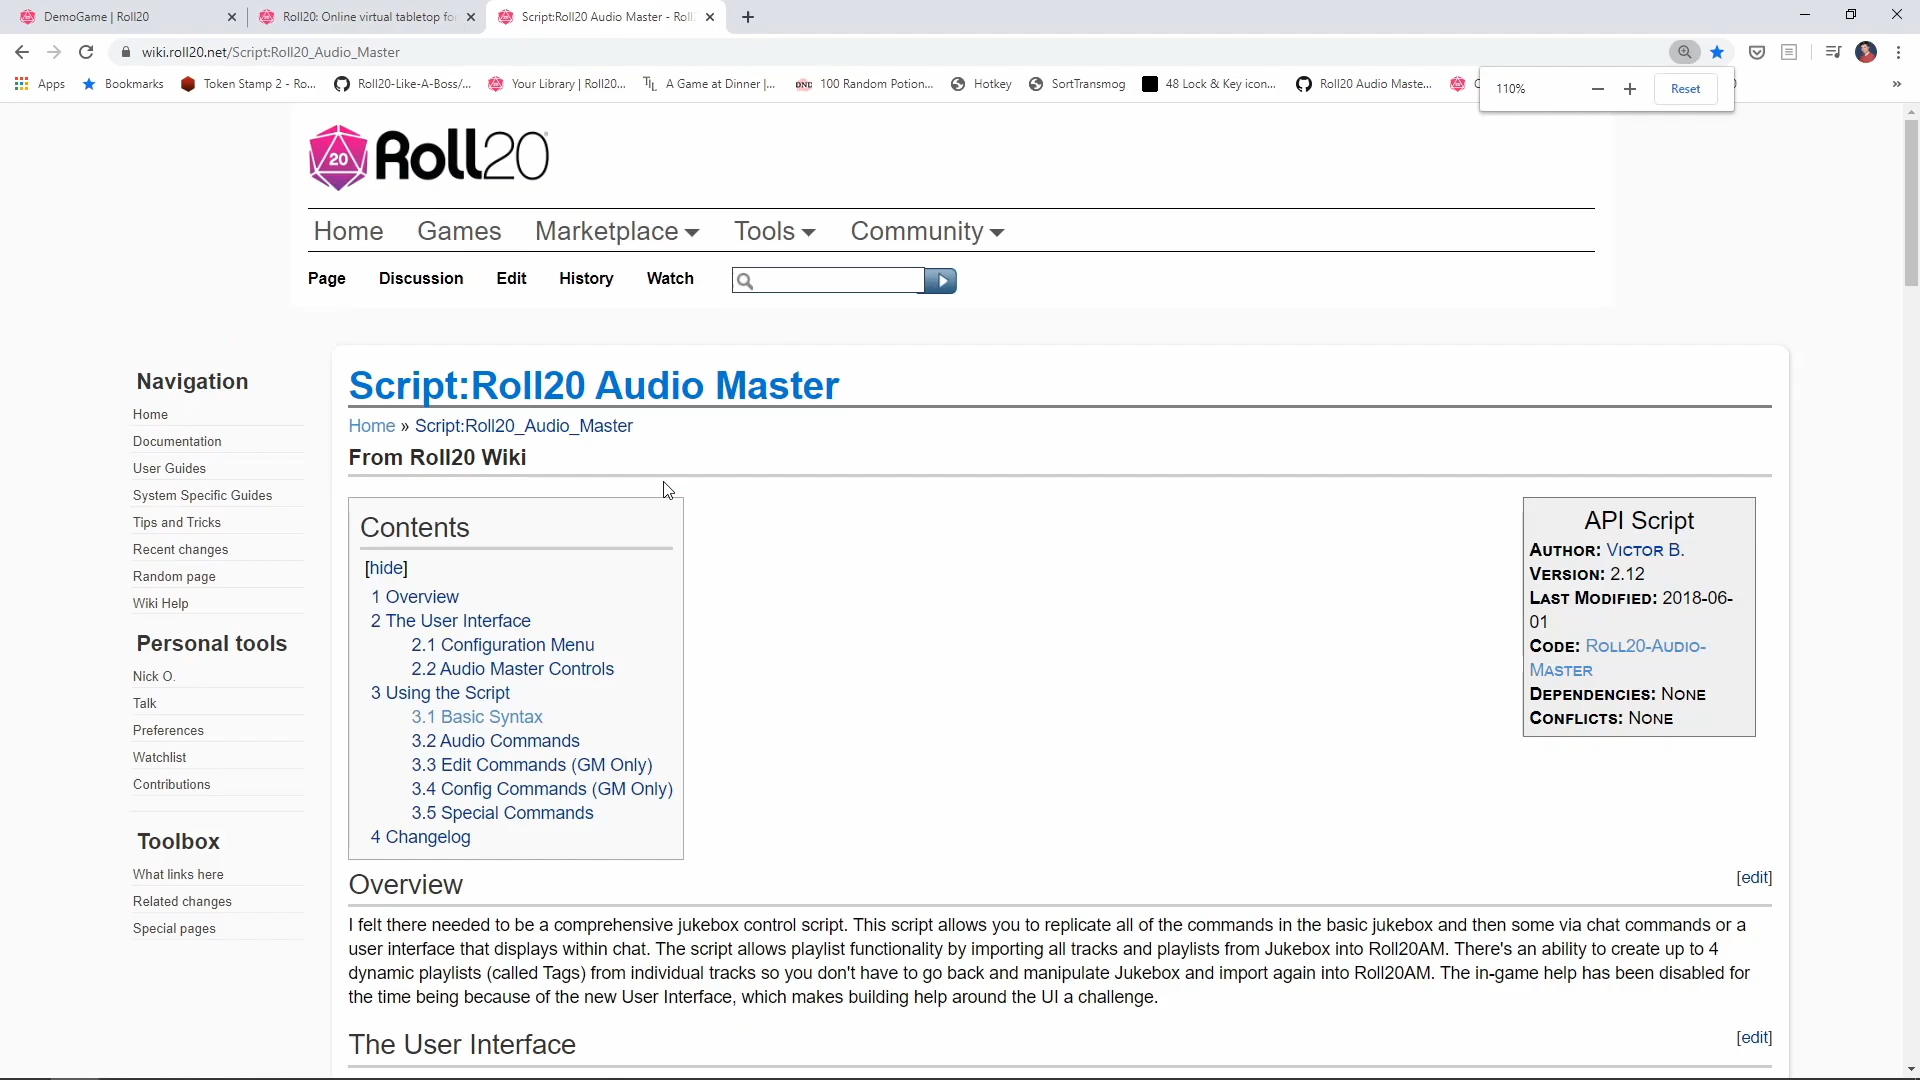 DemoGame | Roll20
Roll20: Online virtual tabletop fo
Script:Roll20 Audio Master - Roll
wiki.roll20.net/Script:Roll20_Audio_Master
Apps
Bookmarks
Token Stamp 2 - Ro...
Roll20-Like-A-Boss/...
Your Library | Roll20...
A Game at Dinner |...
100 Random Potion...
Hotkey
SortTransmog
48 Lock & Key icon...
Roll20 Audio Maste...
110%
Reset
20 Roll20
Home Games Marketplace Tools Community
Page Discussion Edit History Watch
Navigation
Home
Documentation
User Guides
System Specific Guides
Tips and Tricks
Recent changes
Random page
Wiki Help
Personal tools
Nick O.
Talk
Preferences
Watchlist
Contributions
Toolbox
What links here
Related changes
Special pages
Script:Roll20 Audio Master
Home » Script:Roll20_Audio_Master
From Roll20 Wiki
Contents
[hide]
1 Overview
2 The User Interface
2.1 Configuration Menu
2.2 Audio Master Controls
3 Using the Script
3.1 Basic Syntax
3.2 Audio Commands
3.3 Edit Commands (GM Only)
3.4 Config Commands (GM Only)
3.5 Special Commands
4 Changelog
API Script
AUTHOR: VICTOR B.
VERSION: 2.12
LAST MODIFIED: 2018-06-
01
CODE: ROLL20-AUDIO-
MASTER
DEPENDENCIES: NONE
CONFLICTS: NONE
Overview
[edit]
I felt there needed to be a comprehensive jukebox control script. This script allows you to replicate all of the commands in the basic jukebox and then some via chat commands or a
user interface that displays within chat. The script allows playlist functionality by importing all tracks and playlists from Jukebox into Roll20AM. There's an ability to create up to 4
dynamic playlists (called Tags) from individual tracks so you don't have to go back and manipulate Jukebox and import again into Roll20AM. The in-game help has been disabled for
the time being because of the new User Interface, which makes building help around the UI a challenge.
The User Interface
[edit]